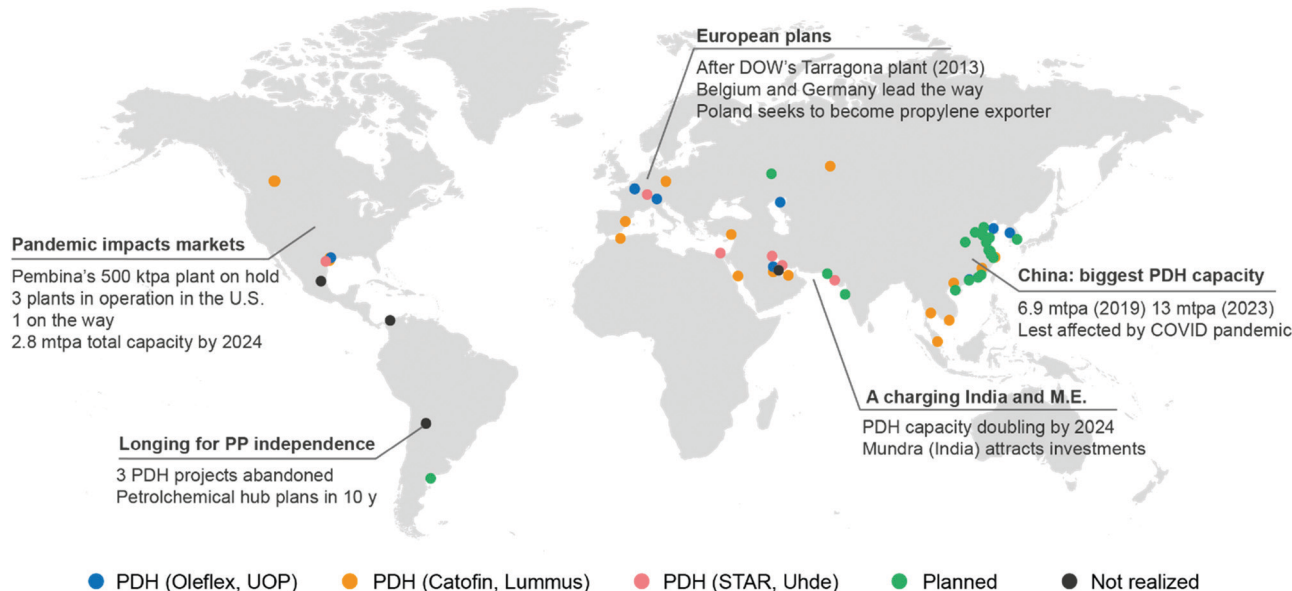 European plans
After DOW's Tarragona plant (2013)
Belgium and Germany lead the way
Poland seeks to become propylene exporter
Pandemic impacts markets
Pembina's 500 ktpa plant on hold
3 plants in operation in the U.S.
1 on the way
2.8 mtpa total capacity by 2024
China: biggest PDH capacity
6.9 mtpa (2019) 13 mtpa (2023)
Lest affected by COVID pandemic
A charging India and M.E.
PDH capacity doubling by 2024
Mundra (India) attracts investments
Longing for PP independence
3 PDH projects abandoned
Petrolchemical hub plans in 10 y
PDH (Oleflex, UOP) PDH (Catofin, Lummus) PDH (STAR, Uhde) Planned Not realized